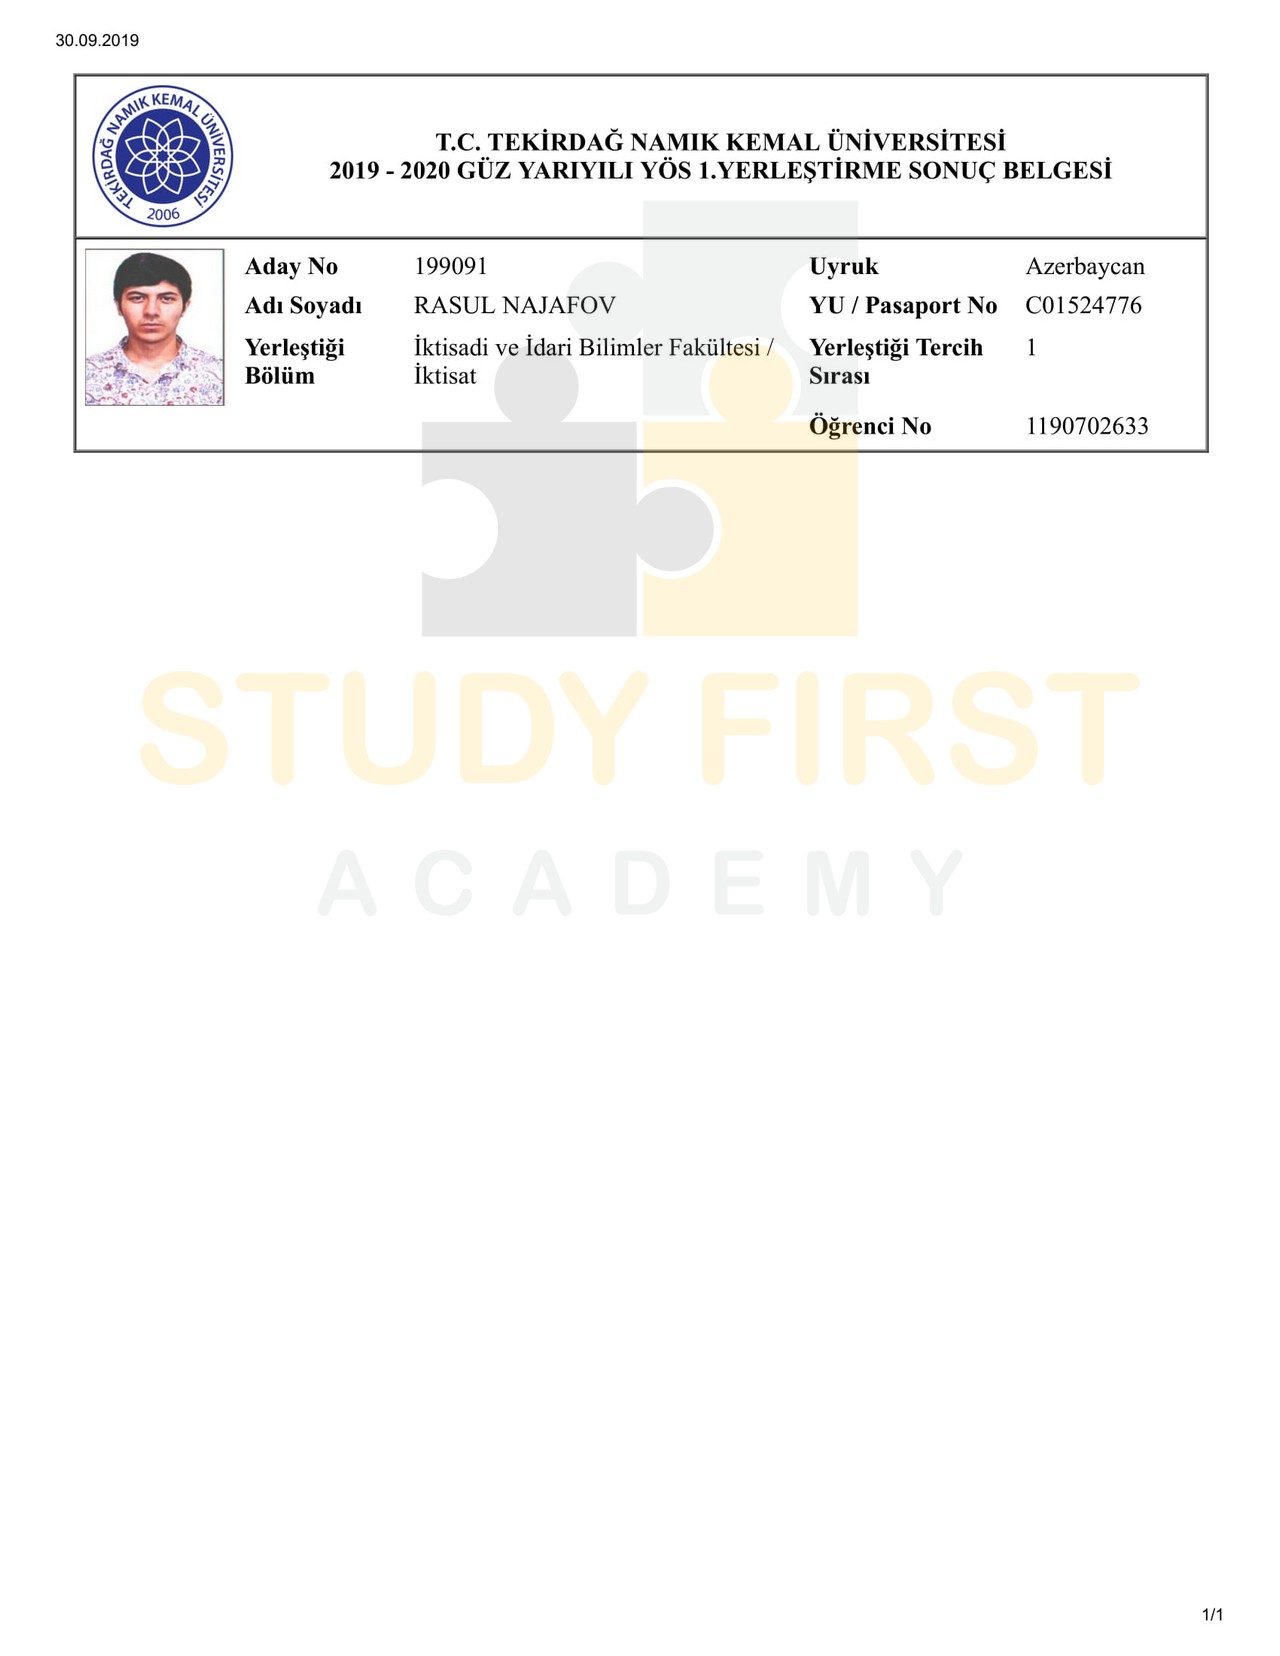 30.09.2019
TEKİRDAĞ NAMIK KEMAL ÜNİVERSİTESİ
2006
T.C. TEKİRDAĞ NAMIK KEMAL ÜNİVERSİTESİ
2019 - 2020 GÜZ YARIYILI YÖS 1.YERLEŞTİRME SONUÇ BELGESİ
Aday No 199091 Uyruk Azerbaycan
Adı Soyadı RASUL NAJAFOV YU / Pasaport No C01524776
Yerleştiği İktisadi ve İdari Bilimler Fakültesi / Yerleştiği Tercih 1
Bölüm İktisat Sırası
Öğrenci No 1190702633
STUDY FIRST
ACADEMY
1/1